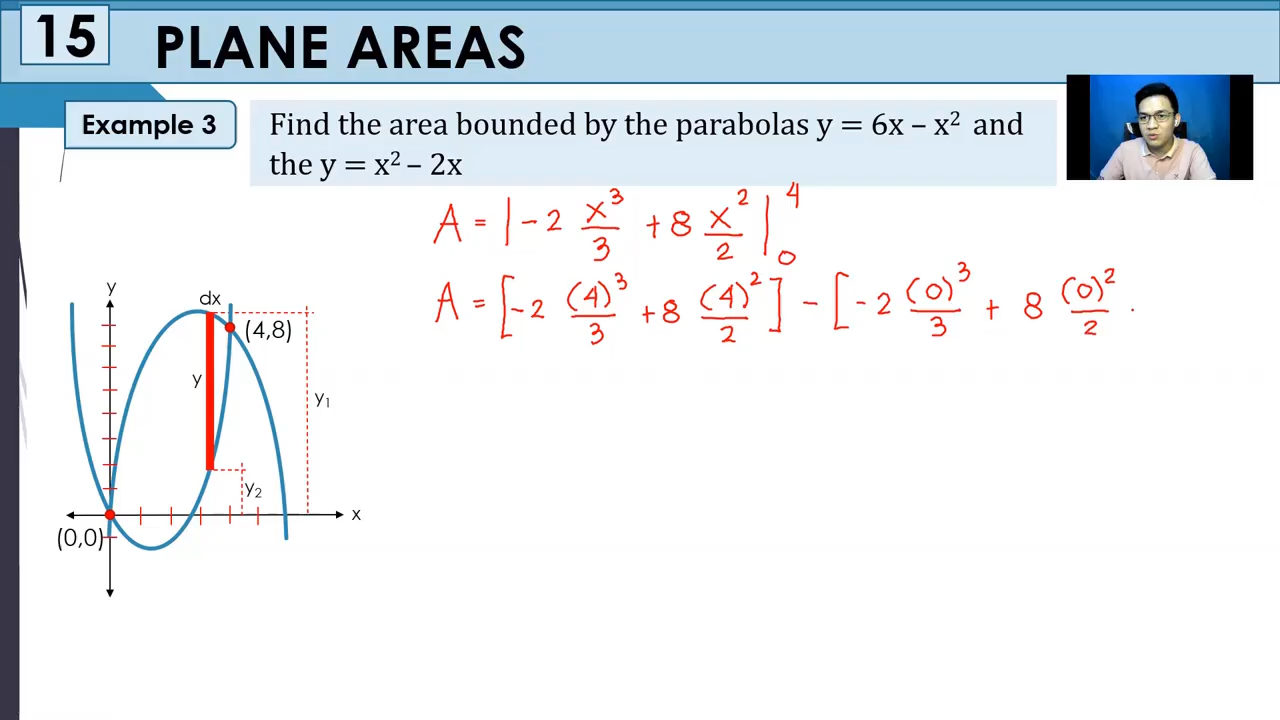 15
PLANE AREAS
Example 3
Find the area bounded by the parabolas y = 6x – x² and
the y = x² – 2x
A = | -2 x³/3 + 8 x²/2 |₀⁴
A = [ -2 (4)³/3 + 8 (4)²/2 ] - [ -2 (0)³/3 + 8 (0)²/2
y
dx
(4,8)
y
y₁
y₂
x
(0,0)